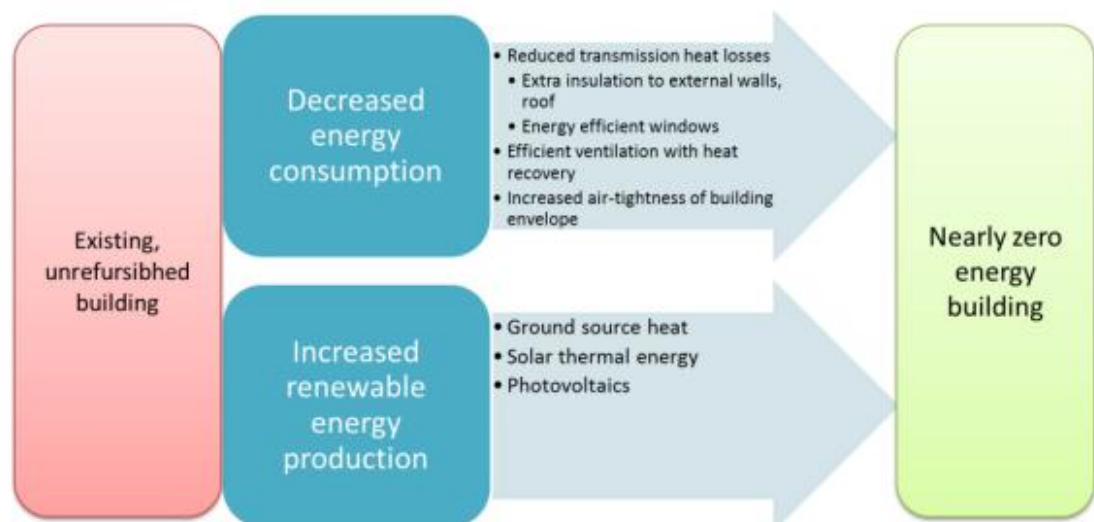 Existing,
unrefursibhed
building
Decreased
energy
consumption
• Reduced transmission heat losses
• Extra insulation to external walls,
roof
• Energy efficient windows
• Efficient ventilation with heat
recovery
• Increased air-tightness of building
envelope
Increased
renewable
energy
production
• Ground source heat
• Solar thermal energy
• Photovoltaics
Nearly zero
energy
building